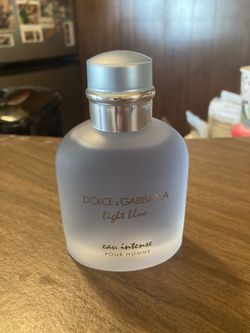 DOLCE & GABBANA
light blue
eau intense
POUR HOMME